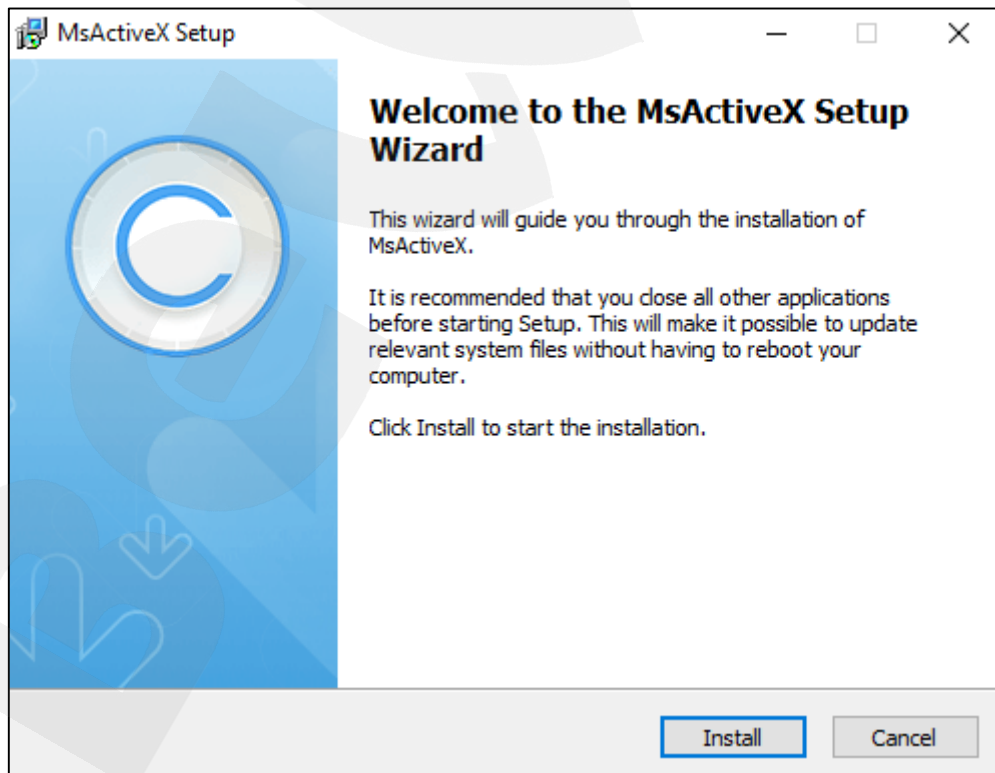 MsActiveX Setup
Welcome to the MsActiveX Setup
Wizard
This wizard will guide you through the installation of
MsActiveX.
It is recommended that you close all other applications
before starting Setup. This will make it possible to update
relevant system files without having to reboot your
computer.
Click Install to start the installation.
Install
Cancel